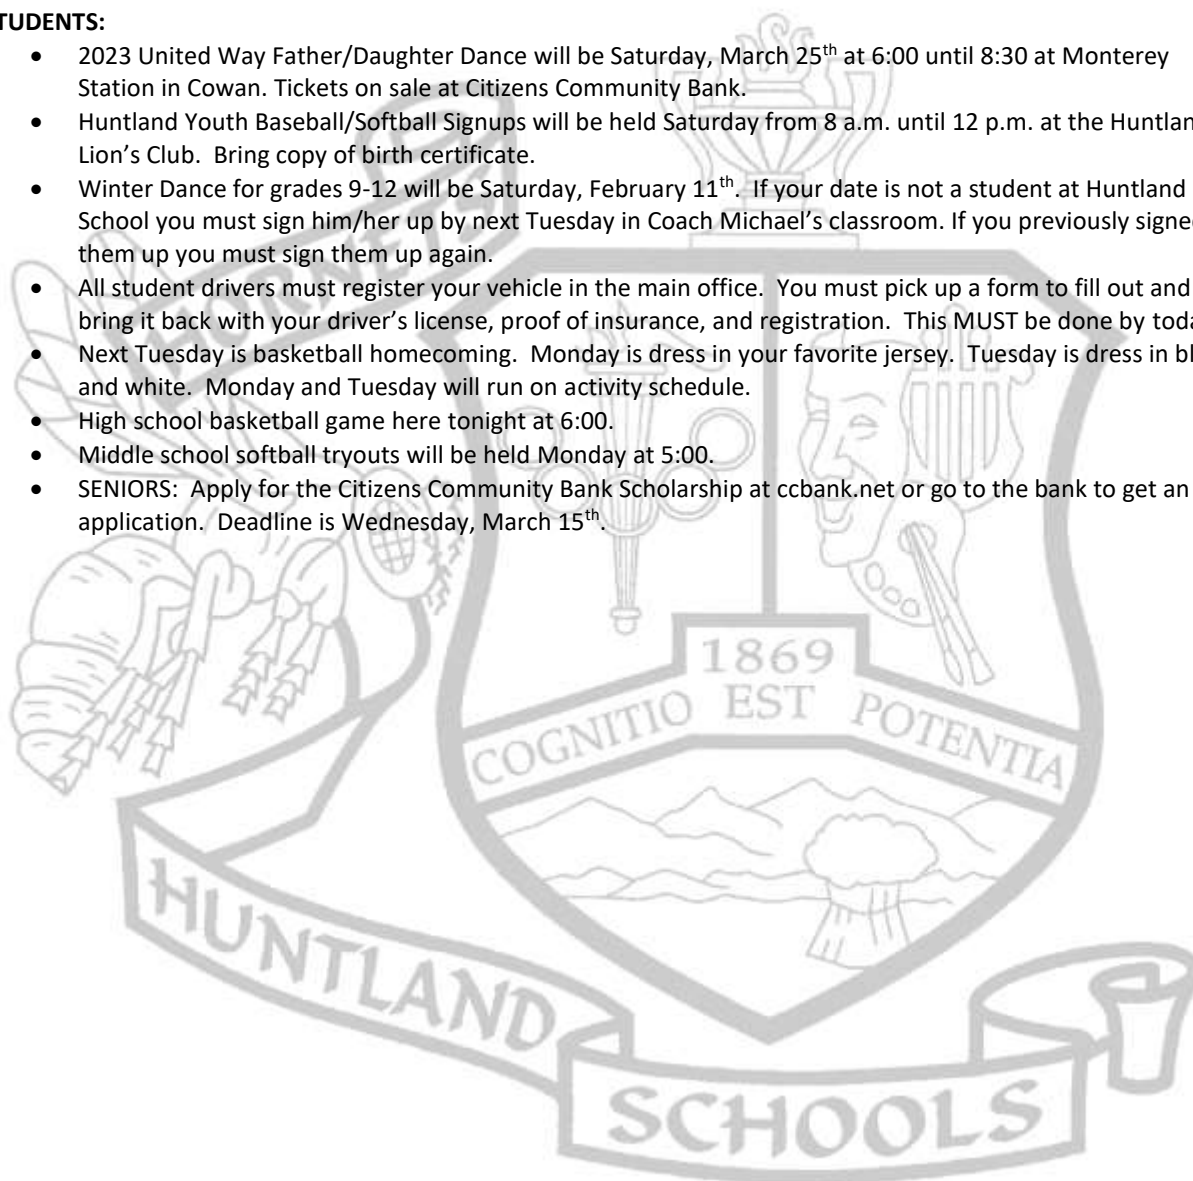 TUDENTS:
• 2023 United Way Father/Daughter Dance will be Saturday, March 25th at 6:00 until 8:30 at Monterey
Station in Cowan. Tickets on sale at Citizens Community Bank.
• Huntland Youth Baseball/Softball Signups will be held Saturday from 8 a.m. until 12 p.m. at the Huntlan
Lion's Club. Bring copy of birth certificate.
• Winter Dance for grades 9-12 will be Saturday, February 11th. If your date is not a student at Huntland
School you must sign him/her up by next Tuesday in Coach Michael's classroom. If you previously signe
them up you must sign them up again.
• All student drivers must register your vehicle in the main office. You must pick up a form to fill out and
bring it back with your driver's license, proof of insurance, and registration. This MUST be done by toda
• Next Tuesday is basketball homecoming. Monday is dress in your favorite jersey. Tuesday is dress in bl
and white. Monday and Tuesday will run on activity schedule.
• High school basketball game here tonight at 6:00.
• Middle school softball tryouts will be held Monday at 5:00.
• SENIORS: Apply for the Citizens Community Bank Scholarship at ccbank.net or go to the bank to get an
application. Deadline is Wednesday, March 15th.
HORNETS
1869
COGNITIO EST POTENTIA
HUNTLAND
SCHOOLS